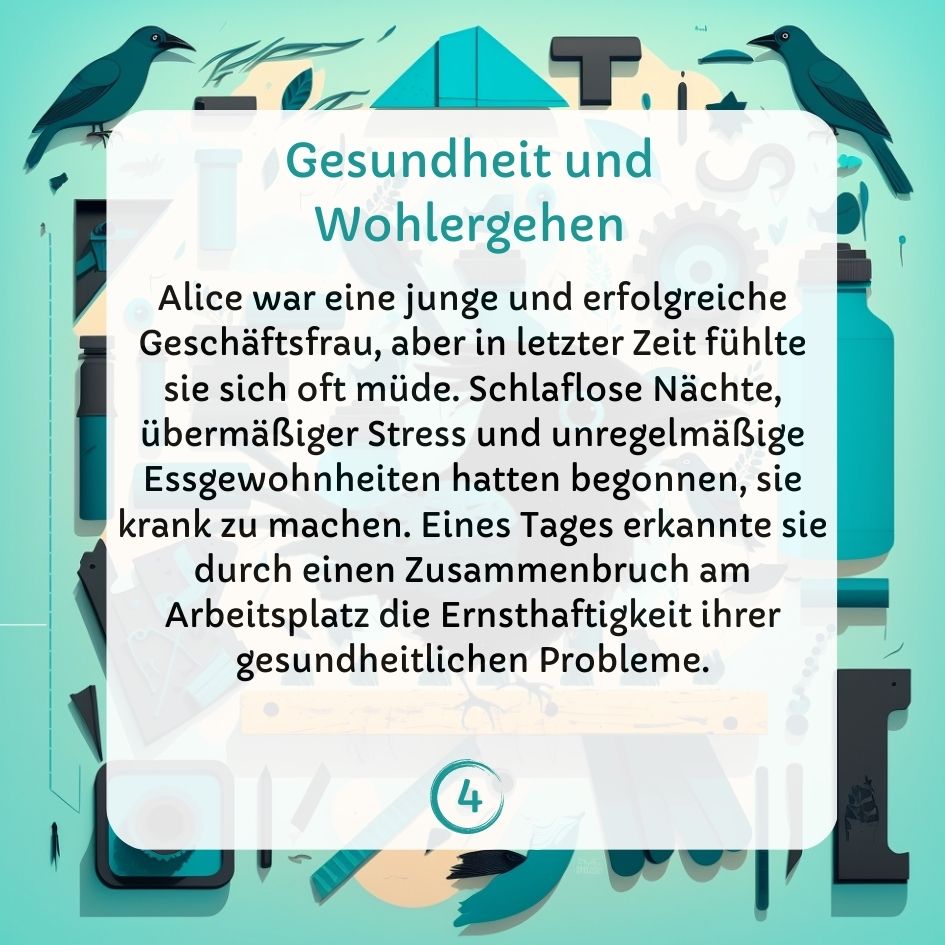 Gesundheit und
Wohlergehen
Alice war eine junge und erfolgreiche
Geschäftsfrau, aber in letzter Zeit fühlte
sie sich oft müde. Schlaflose Nächte,
übermäßiger Stress und unregelmäßige
Essgewohnheiten hatten begonnen, sie
krank zu machen. Eines Tages erkannte sie
durch einen Zusammenbruch am
Arbeitsplatz die Ernsthaftigkeit ihrer
gesundheitlichen Probleme.
4